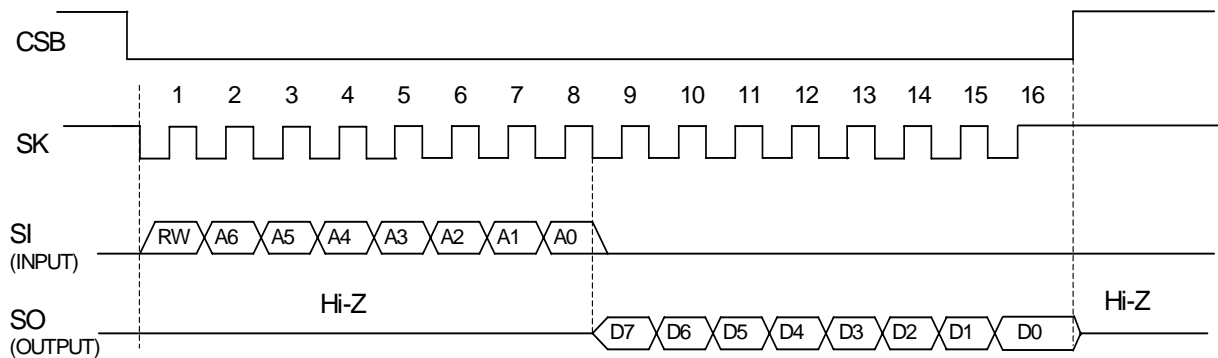 CSB
1 2 3 4 5 6 7 8 9 10 11 12 13 14 15 16
SK
SI
(INPUT)
RW A6 A5 A4 A3 A2 A1 A0
Hi-Z
Hi-Z
SO
(OUTPUT)
D7 D6 D5 D4 D3 D2 D1 D0